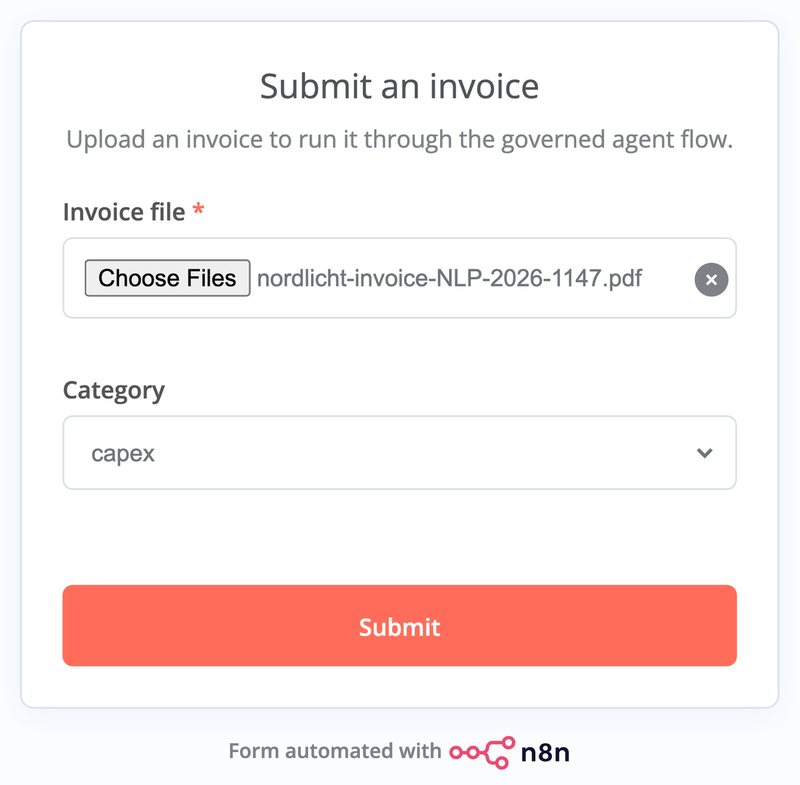 Submit an invoice
Upload an invoice to run it through the governed agent flow.
Invoice file *
Choose Files nordlicht-invoice-NLP-2026-1147.pdf
Category
capex
Submit
Form automated with n8n